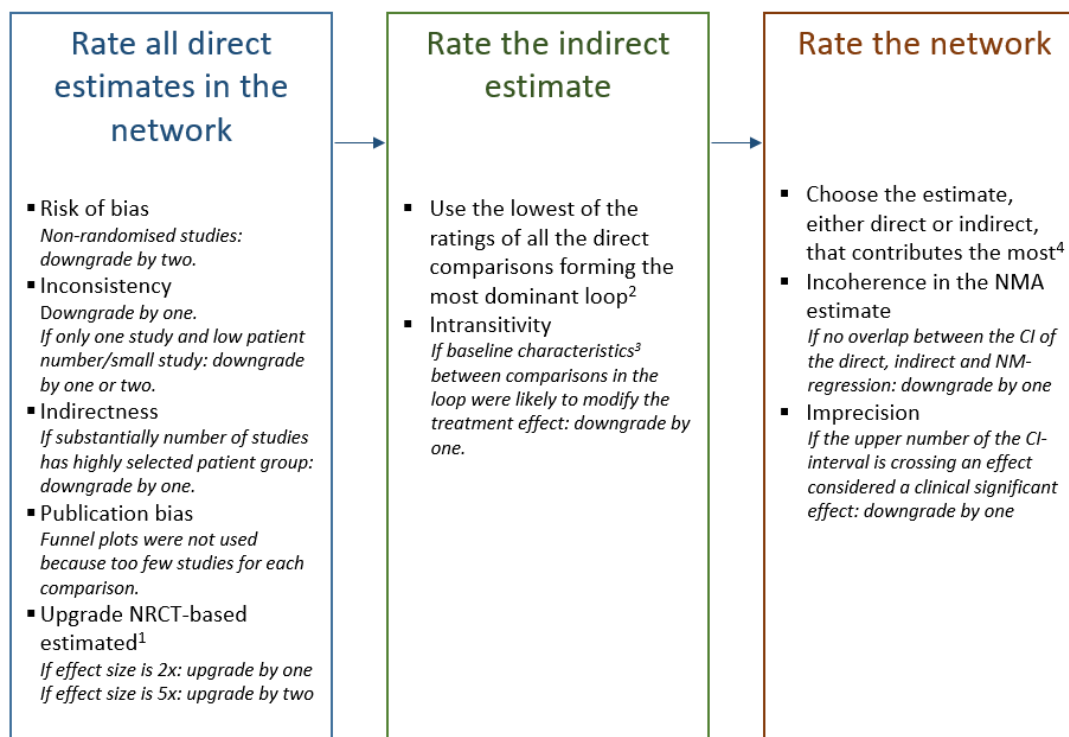 Rate all direct
estimates in the
network
▪ Risk of bias
Non-randomised studies:
downgrade by two.
▪ Inconsistency
Downgrade by one.
If only one study and low patient
number/small study: downgrade
by one or two.
▪ Indirectness
If substantially number of studies
has highly selected patient group:
downgrade by one.
▪ Publication bias
Funnel plots were not used
because too few studies for each
comparison.
▪ Upgrade NRCT-based
estimated¹
If effect size is 2x: upgrade by one
If effect size is 5x: upgrade by two
Rate the indirect
estimate
▪ Use the lowest of the
ratings of all the direct
comparisons forming the
most dominant loop²
▪ Intransitivity
If baseline characteristics³
between comparisons in the
loop were likely to modify the
treatment effect: downgrade by
one.
Rate the network
▪ Choose the estimate,
either direct or indirect,
that contributes the most⁴
▪ Incoherence in the NMA
estimate
If no overlap between the CI of
the direct, indirect and NM-
regression: downgrade by one
▪ Imprecision
If the upper number of the CI-
interval is crossing an effect
considered a clinical significant
effect: downgrade by one